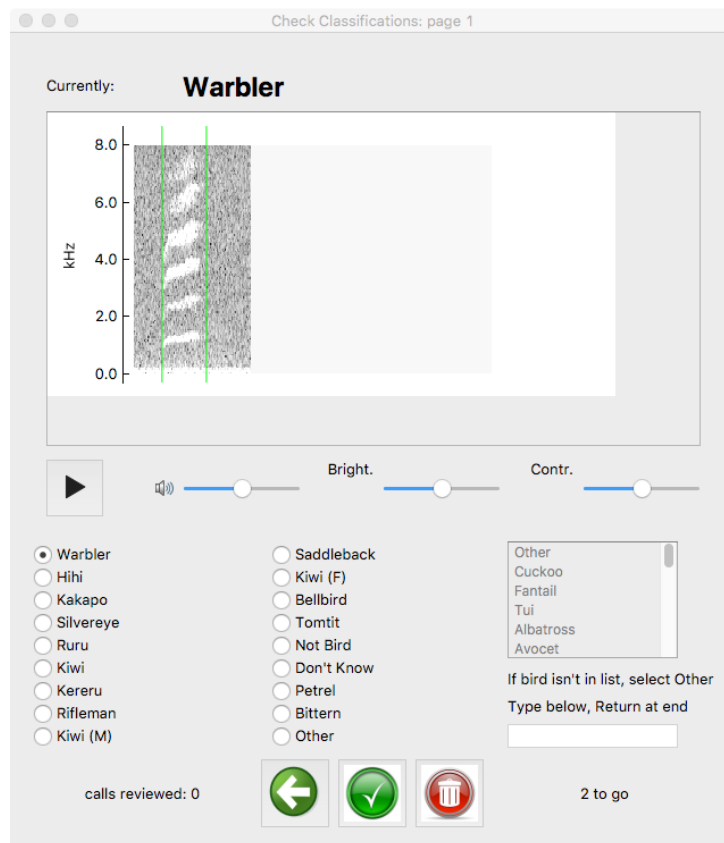 Check Classifications: page 1
Currently: Warbler
8.0
6.0
4.0
2.0
0.0
kHz
Bright. Contr.
Warbler
Hihi
Kakapo
Silvereye
Ruru
Kiwi
Kereru
Rifleman
Kiwi (M)
Saddleback
Kiwi (F)
Bellbird
Tomtit
Not Bird
Don't Know
Petrel
Bittern
Other
Other
Cuckoo
Fantail
Tui
Albatross
Avocet
If bird isn't in list, select Other
Type below, Return at end
calls reviewed: 0 2 to go